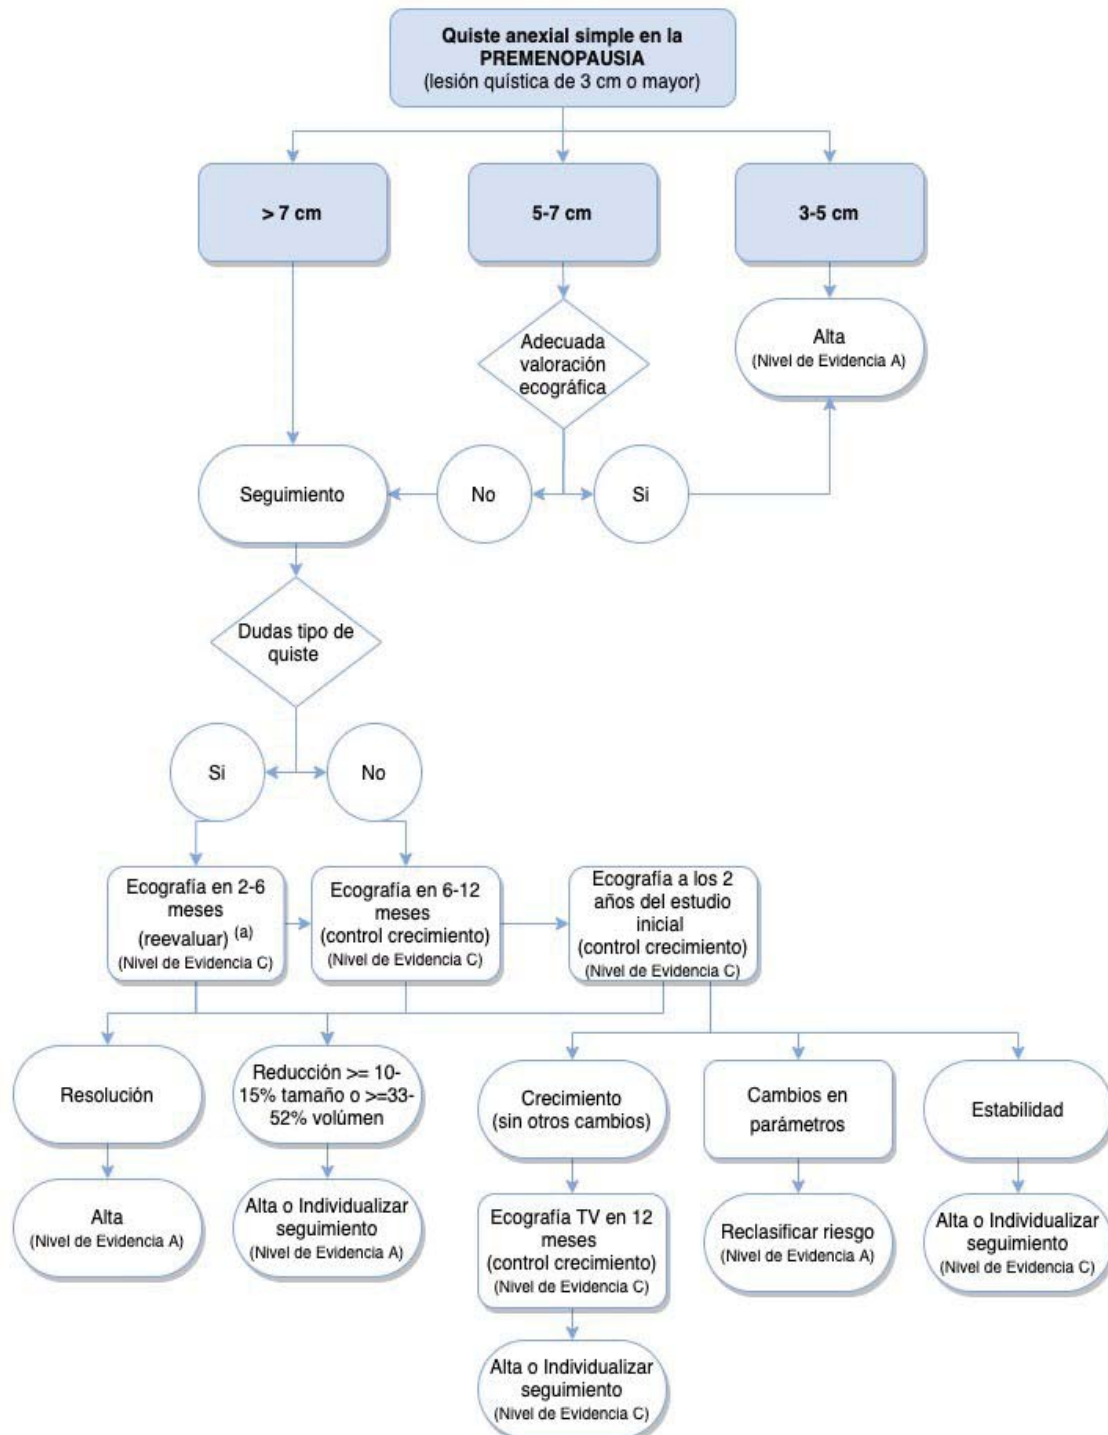 Quiste anexial simple en la
PREMENOPAUSIA
(lesión quística de 3 cm o mayor)
> 7 cm
5-7 cm
3-5 cm
Adecuada
valoración
ecográfica
Alta
(Nivel de Evidencia A)
Seguimiento
No
Si
Dudas tipo de
quiste
Si
No
Ecografía en 2-6
meses
(reevaluar) (a)
(Nivel de Evidencia C)
Ecografía en 6-12
meses
(control crecimiento)
(Nivel de Evidencia C)
Ecografía a los 2
años del estudio
inicial
(control crecimiento)
(Nivel de Evidencia C)
Resolución
Reducción >= 10-
15% tamaño o >=33-
52% volúmen
Crecimiento
(sin otros cambios)
Cambios en
parámetros
Estabilidad
Alta
(Nivel de Evidencia A)
Alta o Individualizar
seguimiento
(Nivel de Evidencia A)
Ecografía TV en 12
meses
(control crecimiento)
(Nivel de Evidencia C)
Reclasificar riesgo
(Nivel de Evidencia A)
Alta o Individualizar
seguimiento
(Nivel de Evidencia C)
Alta o Individualizar
seguimiento
(Nivel de Evidencia C)